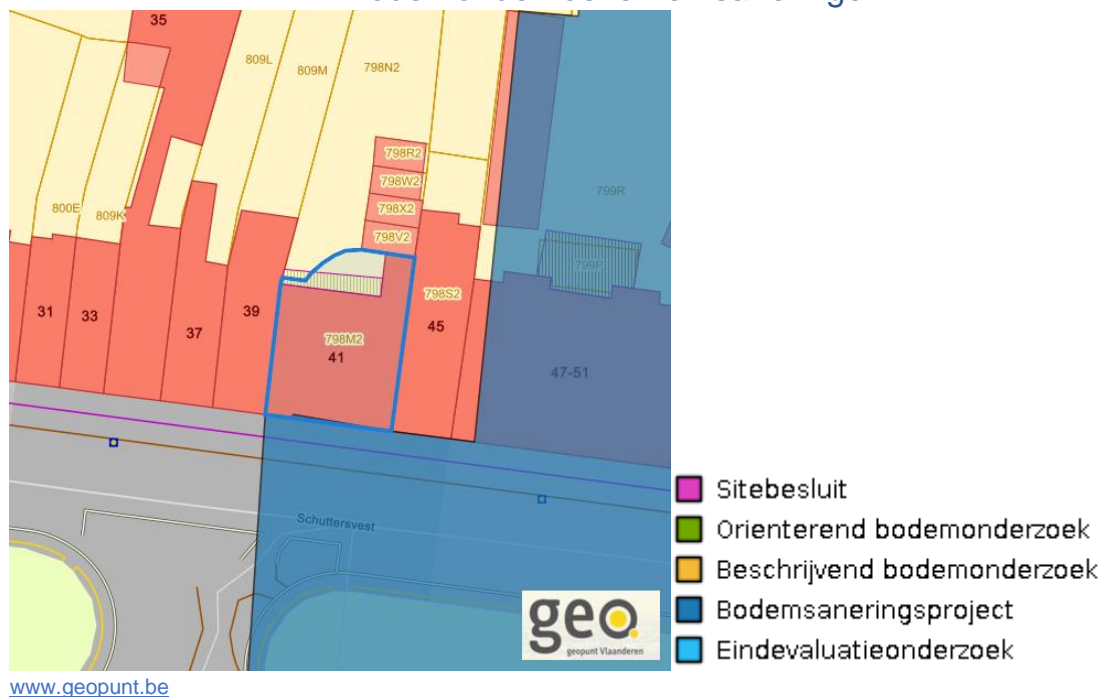 35
809L
809M
798N2
798R2
798W2
798X2
798V2
799R
800E
809K
799P
798S2
31
33
37
39
798M2
41
45
47-51
Schuttersvest
geo.
geopunt Vlaanderen
Sitebesluit
Orienterend bodemonderzoek
Beschrijvend bodemonderzoek
Bodemsaneringsproject
Eindevaluatieonderzoek
www.geopunt.be